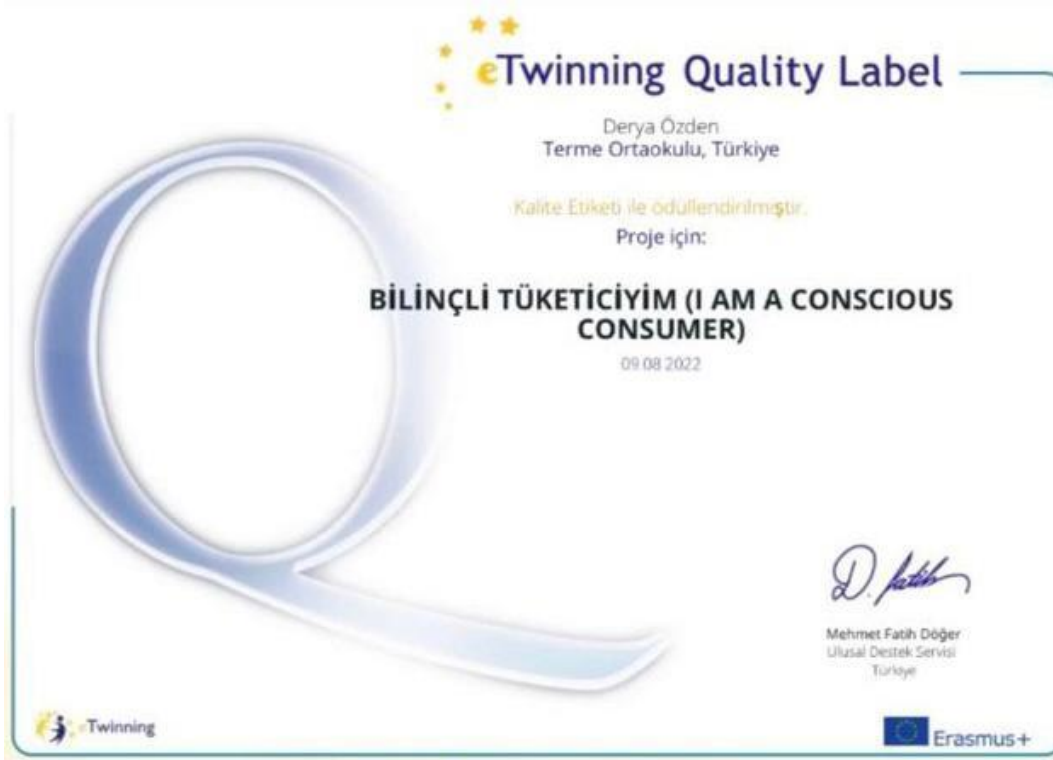 eTwinning Quality Label
Derya Özden
Terme Ortaokulu, Türkiye
Kalite Etiketi ile ödüllendirilmiştir.
Proje için:
BİLİNÇLİ TÜKETİCİYİM (I AM A CONSCIOUS
CONSUMER)
09.08.2022
D. Fatih
Mehmet Fatih Döğer
Ulusal Destek Servisi
Türkiye
eTwinning
Erasmus+